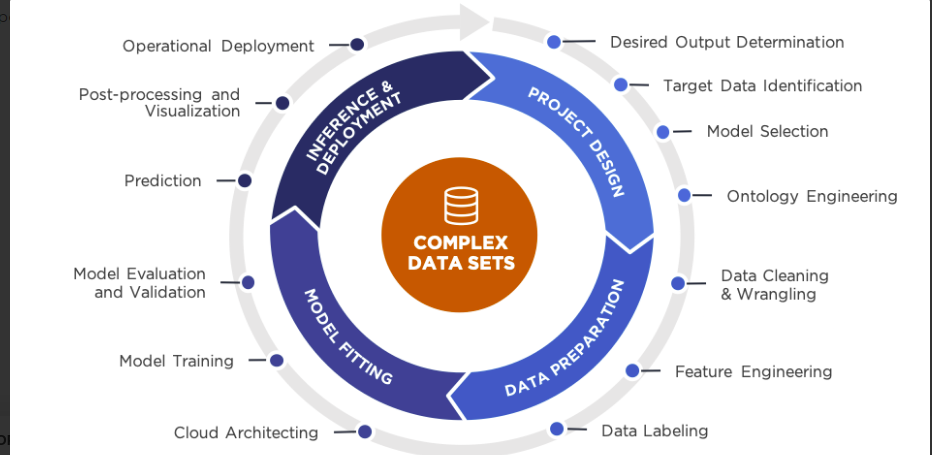 Operational Deployment
Post-processing and
Visualization
Prediction
Model Evaluation
and Validation
Model Training
Cloud Architecting
INFERENCE &
DEPLOYMENT
PROJECT DESIGN
MODEL FITTING
DATA PREPARATION
COMPLEX
DATA SETS
Desired Output Determination
Target Data Identification
Model Selection
Ontology Engineering
Data Cleaning
& Wrangling
Feature Engineering
Data Labeling